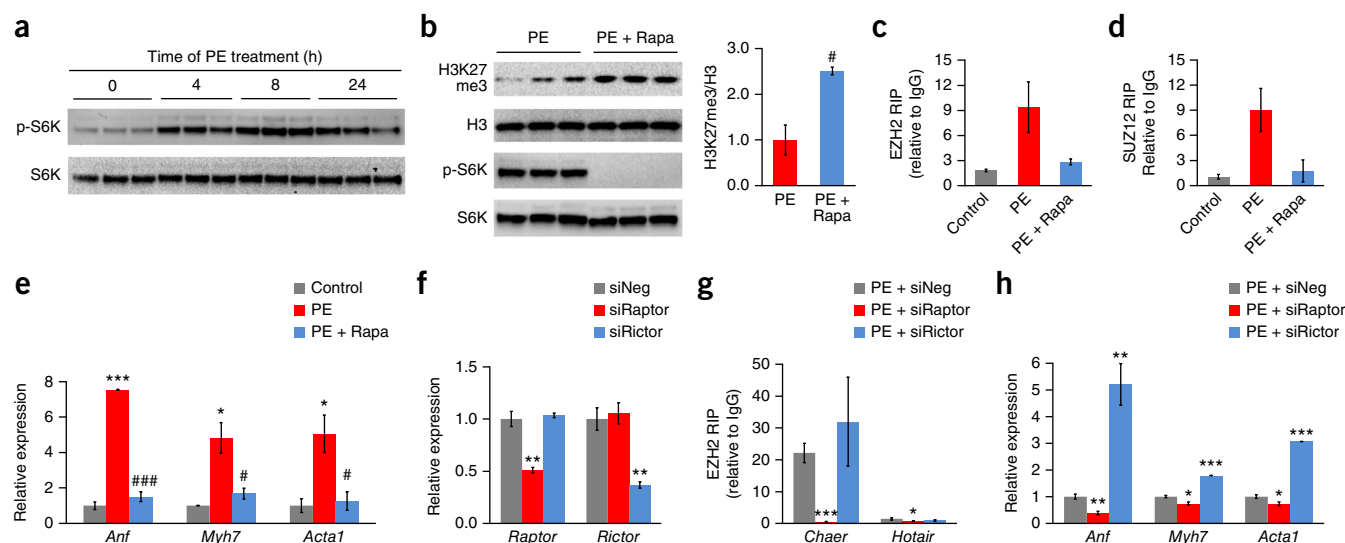 a
Time of PE treatment (h)
0 4 8 24
p-S6K
S6K
b
PE PE + Rapa
H3K27
me3
H3
p-S6K
S6K
H3K27me3/H3
3.0
2.0
1.0
0.0
#
PE
PE +
Rapa
c
EZH2 RIP
(relative to IgG)
15
12
9
6
3
0
Control
PE
PE + Rapa
d
SUZ12 RIP
Relative to IgG
15
12
9
6
3
0
Control
PE
PE + Rapa
e
Control
PE
PE + Rapa
Relative expression
8
6
4
2
0
***
###
*
#
*
#
Anf Myh7 Acta1
f
siNeg
siRaptor
siRictor
Relative expression
1.5
1.0
0.5
0.0
**
**
Raptor Rictor
g
PE + siNeg
PE + siRaptor
PE + siRictor
EZH2 RIP
(relative to IgG)
50
40
30
20
10
0
***
*
Chaer Hotair
h
PE + siNeg
PE + siRaptor
PE + siRictor
Relative expression
6
5
4
3
2
1
0
**
**
*
***
*
***
Anf Myh7 Acta1